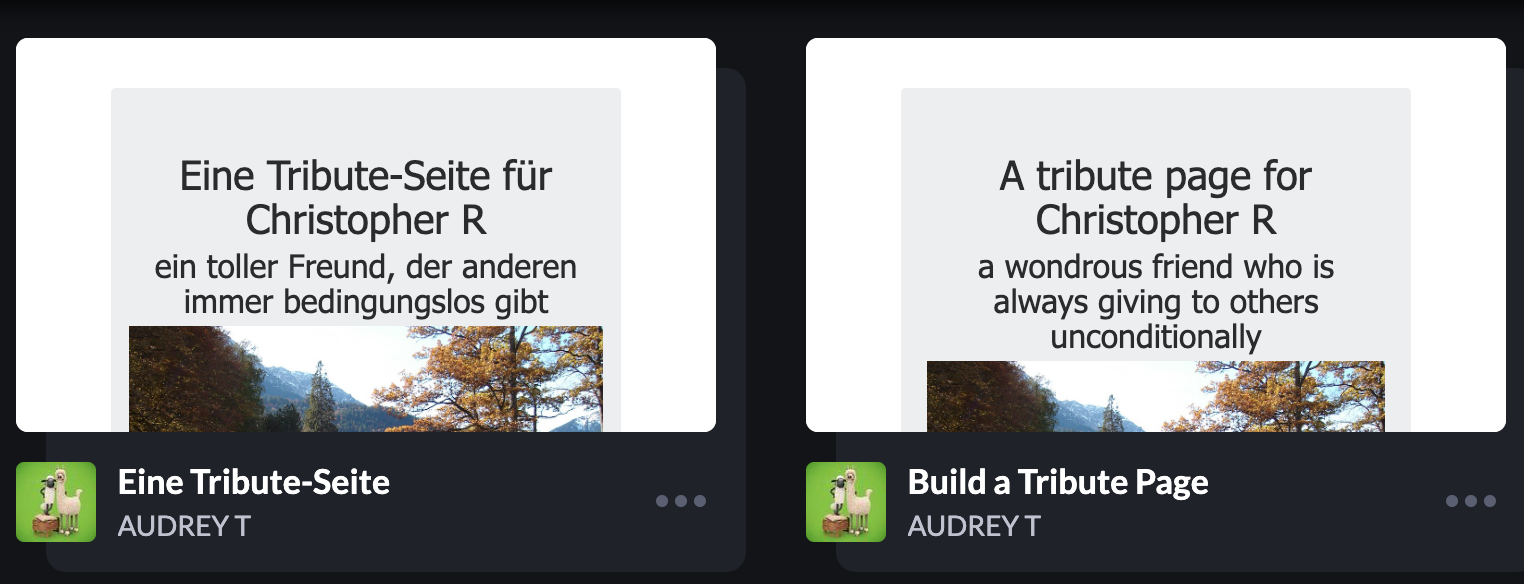 Eine Tribute-Seite für
Christopher R
ein toller Freund, der anderen
immer bedingungslos gibt
Eine Tribute-Seite
AUDREY T
A tribute page for
Christopher R
a wondrous friend who is
always giving to others
unconditionally
Build a Tribute Page
AUDREY T